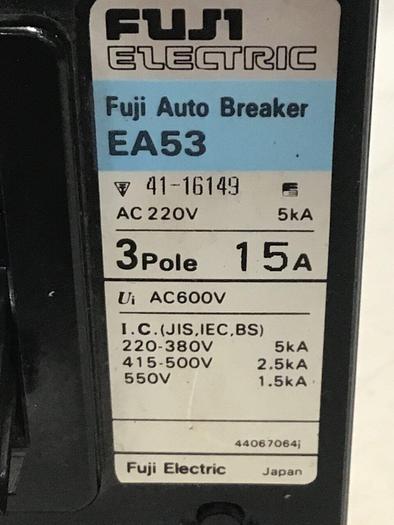 FUJI
ELECTRIC
Fuji Auto Breaker
EA53
41-16149
AC 220V 5kA
3Pole 15A
Ui AC600V
I.C.(JIS,IEC,BS)
220-380V 5kA
415-500V 2.5kA
550V 1.5kA
44067064j
Fuji Electric Japan